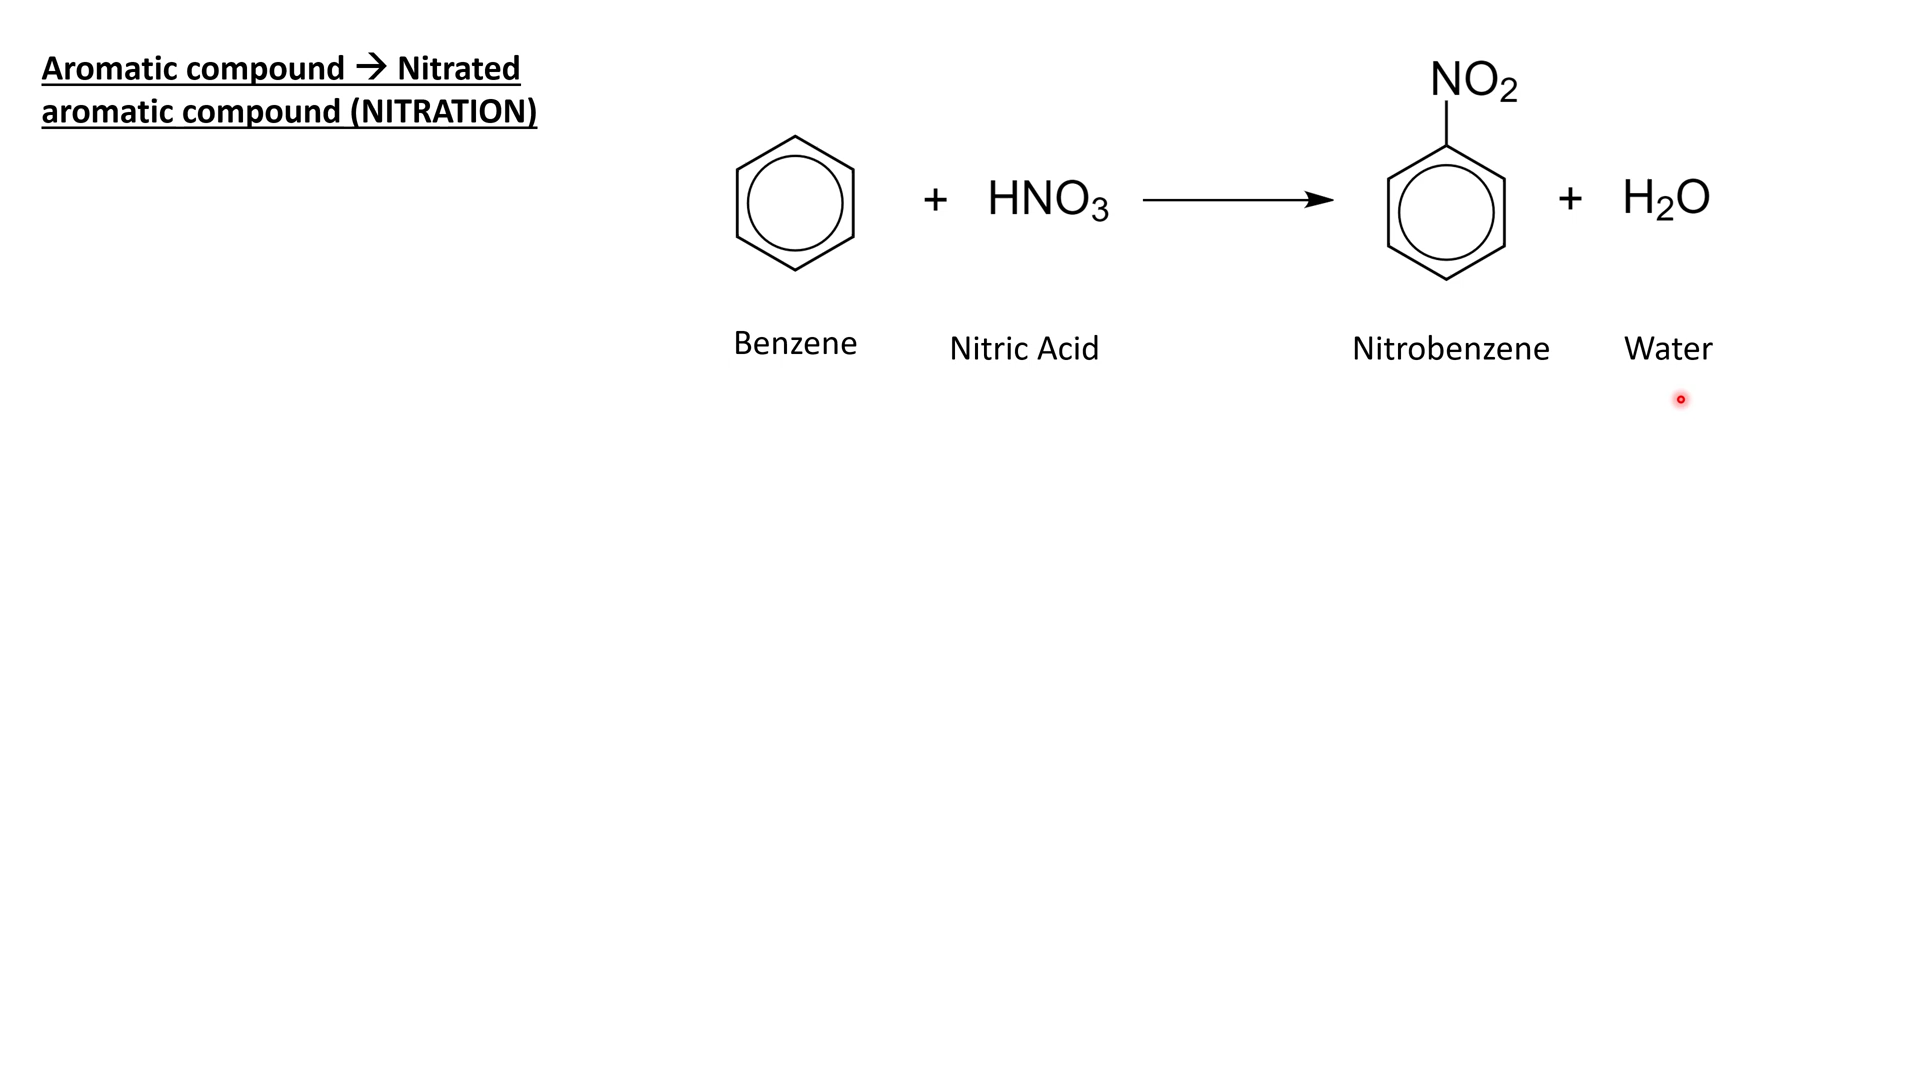 Aromatic compound → Nitrated
aromatic compound (NITRATION)
NO₂
+ HNO₃ + H₂O
Benzene Nitric Acid Nitrobenzene Water